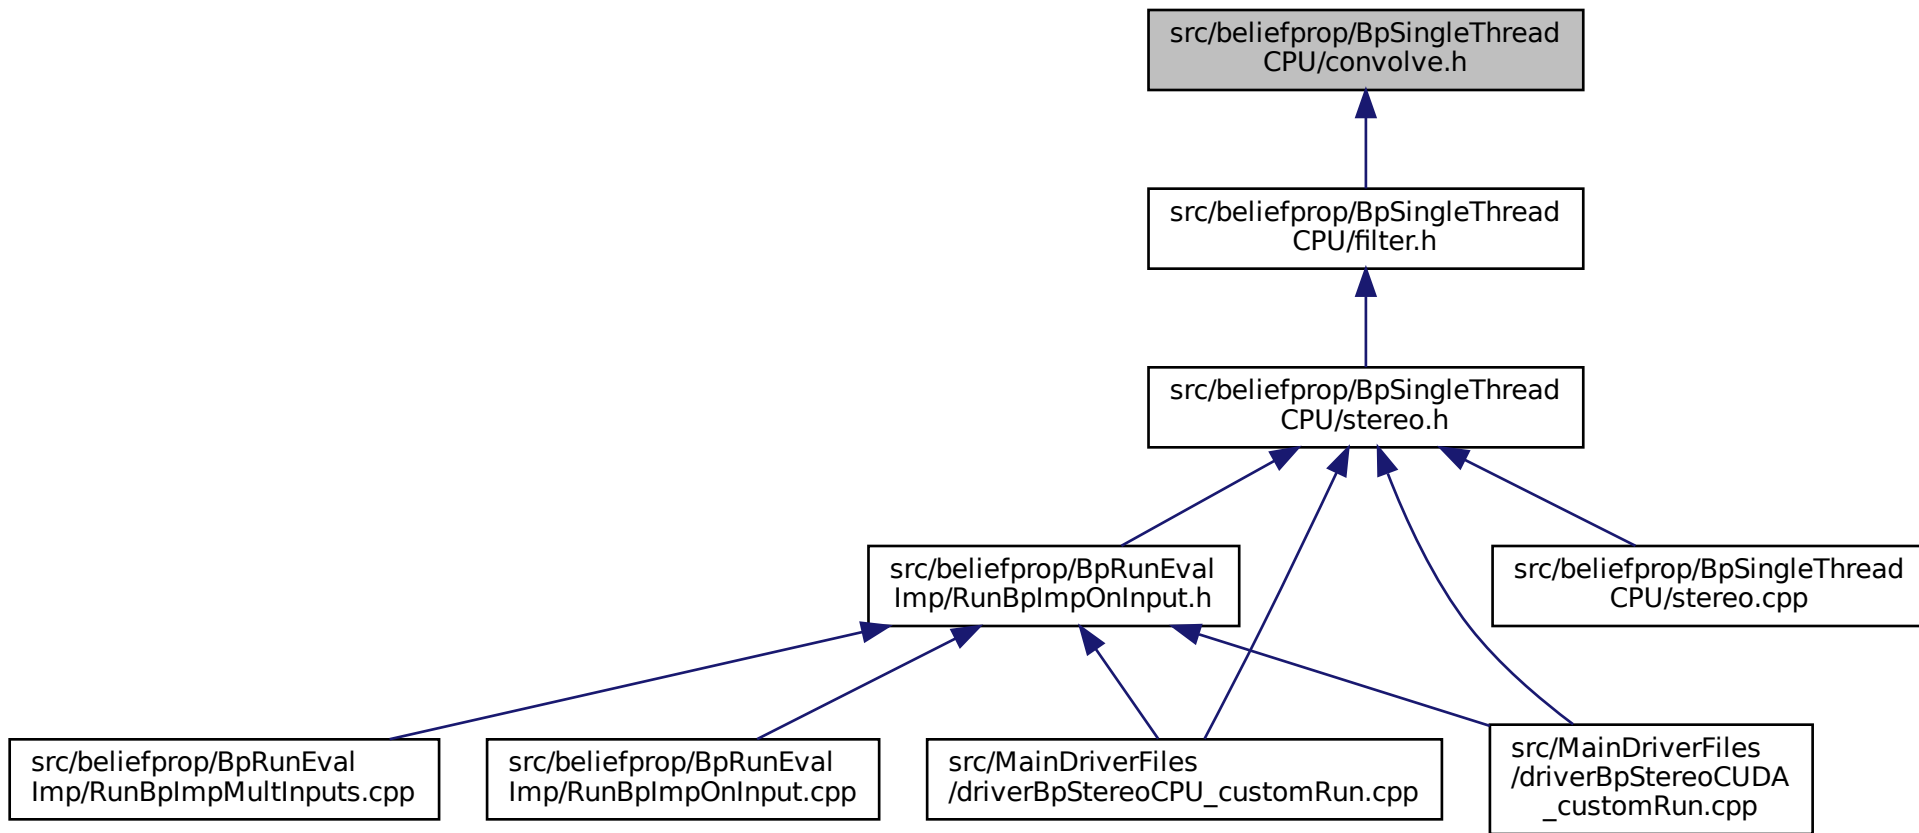 src/beliefprop/BpSingleThread
CPU/convolve.h
src/beliefprop/BpSingleThread
CPU/filter.h
src/beliefprop/BpSingleThread
CPU/stereo.h
src/beliefprop/BpRunEval
Imp/RunBpImpOnInput.h
src/beliefprop/BpSingleThread
CPU/stereo.cpp
src/beliefprop/BpRunEval
Imp/RunBpImpMultInputs.cpp
src/beliefprop/BpRunEval
Imp/RunBpImpOnInput.cpp
src/MainDriverFiles
/driverBpStereoCPU_customRun.cpp
src/MainDriverFiles
/driverBpStereoCUDA
_customRun.cpp